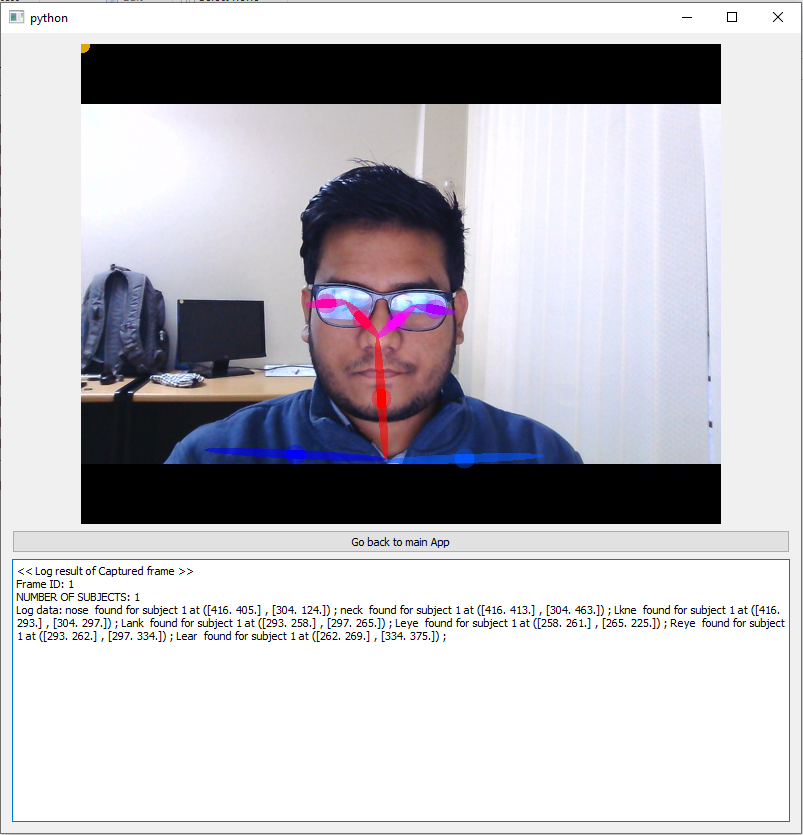 python
Go back to main App
<< Log result of Captured frame >>
Frame ID: 1
NUMBER OF SUBJECTS: 1
Log data: nose  found for subject 1 at ([416. 405.] , [304. 124.]) ; neck  found for subject 1 at ([416. 413.] , [304. 463.]) ; Lkne  found for subject 1 at ([416.
293.] , [304. 297.]) ; Lank  found for subject 1 at ([293. 258.] , [297. 265.]) ; Leye  found for subject 1 at ([258. 261.] , [265. 225.]) ; Reye  found for subject
1 at ([293. 262.] , [297. 334.]) ; Lear  found for subject 1 at ([262. 269.] , [334. 375.]) ;